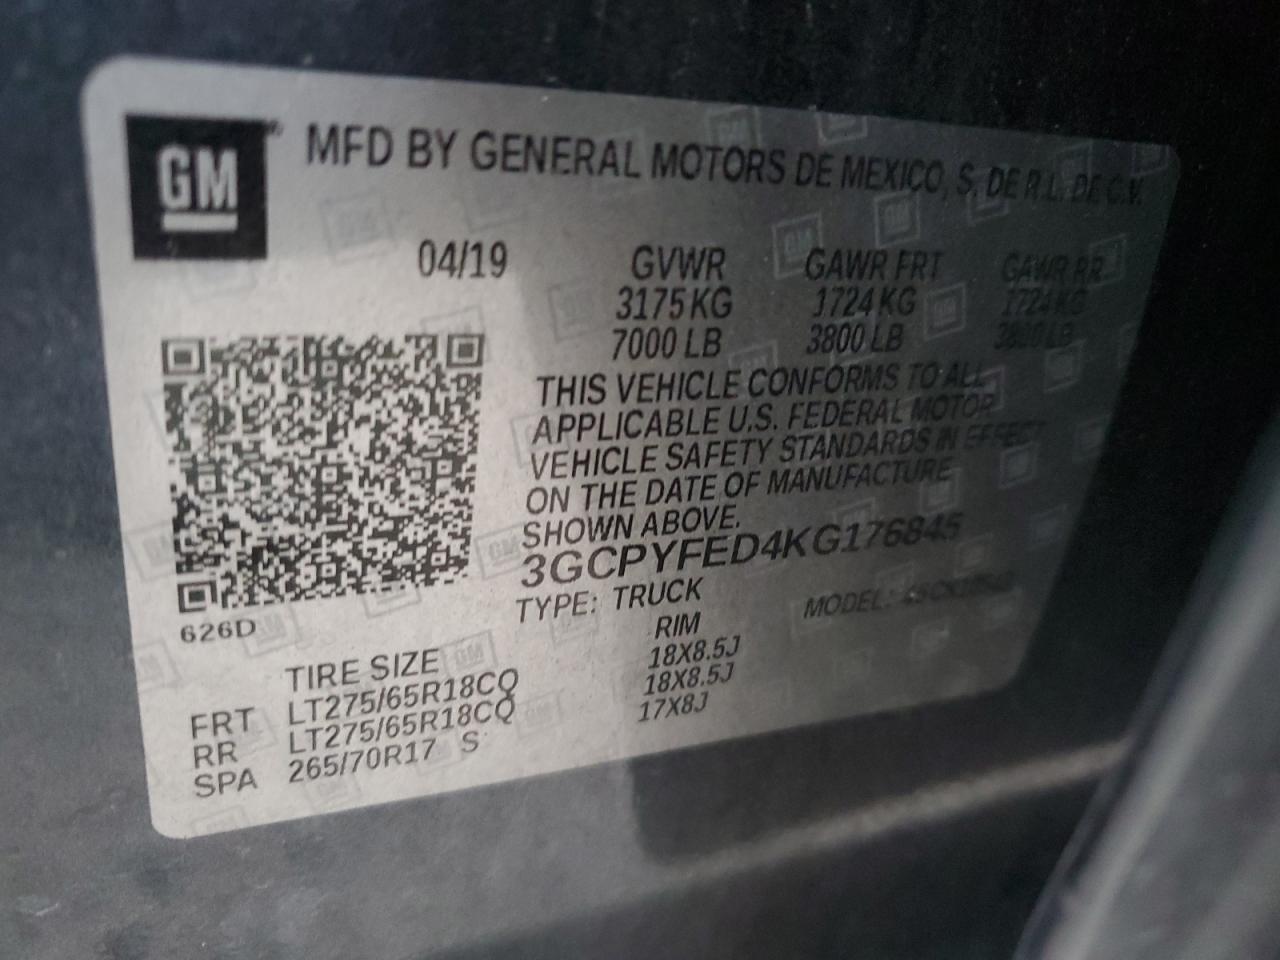 GM
MFD BY GENERAL MOTORS DE MEXICO, S. DE R.L. DE C.V.
04/19 GVWR GAWR FRT GAWR RR
3175 KG 1724 KG 1724 KG
7000 LB 3800 LB 3800 LB
THIS VEHICLE CONFORMS TO ALL
APPLICABLE U.S. FEDERAL MOTOR
VEHICLE SAFETY STANDARDS IN EFFECT
ON THE DATE OF MANUFACTURE
SHOWN ABOVE.
3GCPYFED4KG176845
626D
TYPE: TRUCK MODEL:
TIRE SIZE RIM
FRT LT275/65R18CQ 18X8.5J
RR LT275/65R18CQ 18X8.5J
SPA 265/70R17 S 17X8J